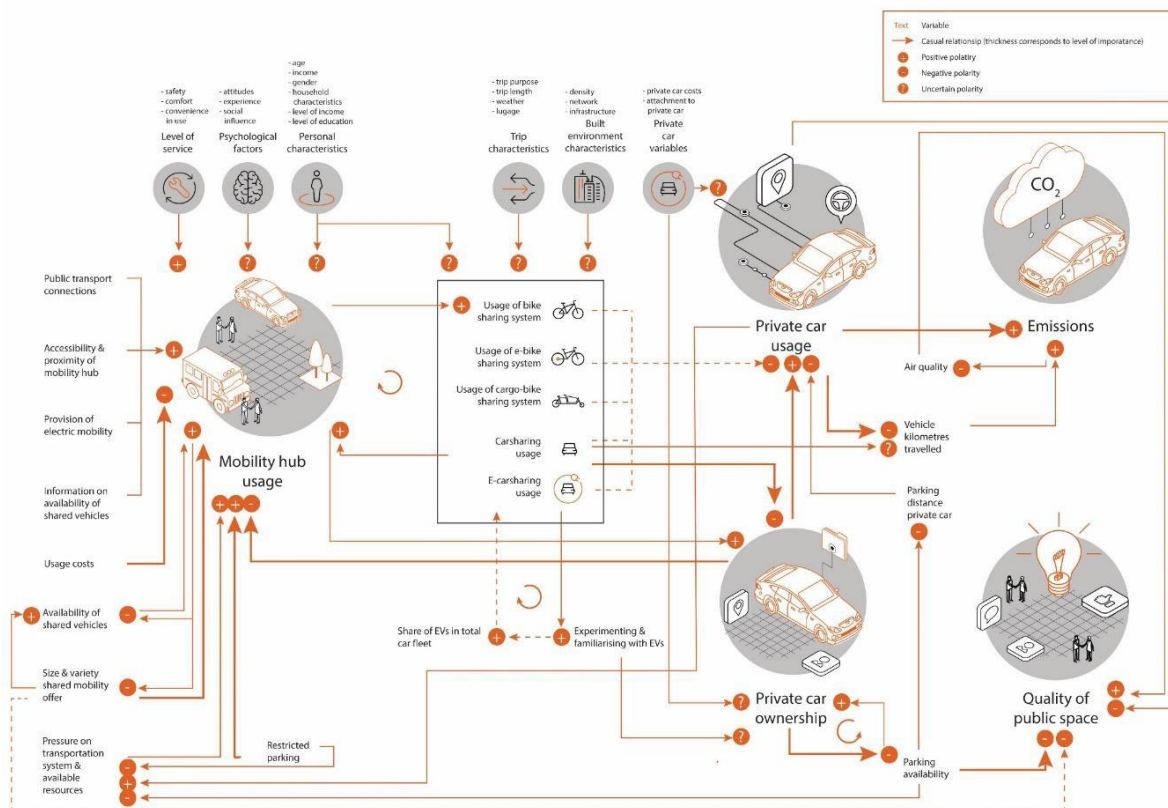 Text
Variable
Casual relationsip (thickness corresponds to level of imporatance)
+ Positive polatiry
- Negative polarity
? Uncertain polarity
- safety
- comfort
- convenience
in use
Level of
service
- attitudes
- experience
- social
influence
Psychological
factors
- age
- income
- gender
- household
characteristics
- level of income
- level of education
Personal
characteristics
- trip purpose
- trip length
- weather
- lugage
Trip
characteristics
- density
- network
- infrastructure
Built
environment
characteristics
- private car costs
- attachment to
private car
Private
car
variables
?
CO2
+
?
?
?
?
?
Public transport
connections
Accessibility &
proximity of
mobility hub
+
Provision of
electric mobility
-
+
Information on
availability of
shared vehicles
Mobility hub
usage
+ + -
Usage costs
+
Availability of
shared vehicles
-
Size & variety
shared mobility
offer
-
Pressure on
transportation
system &
available
resources
-
+
-
Restricted
parking
+
Usage of bike
sharing system
Usage of e-bike
sharing system
Usage of cargo-bike
sharing system
Carsharing
usage
E-carsharing
usage
+
Share of EVs in total
car fleet
+
+
Experimenting &
familiarising with EVs
Private car
usage
- + -
+
Emissions
+
Air quality
-
-
?
Vehicle
kilometres
travelled
Parking
distance
private car
-
-
+
?
Private car
ownership
+
?
-
Parking
availability
Quality of
public space
+
-
- -